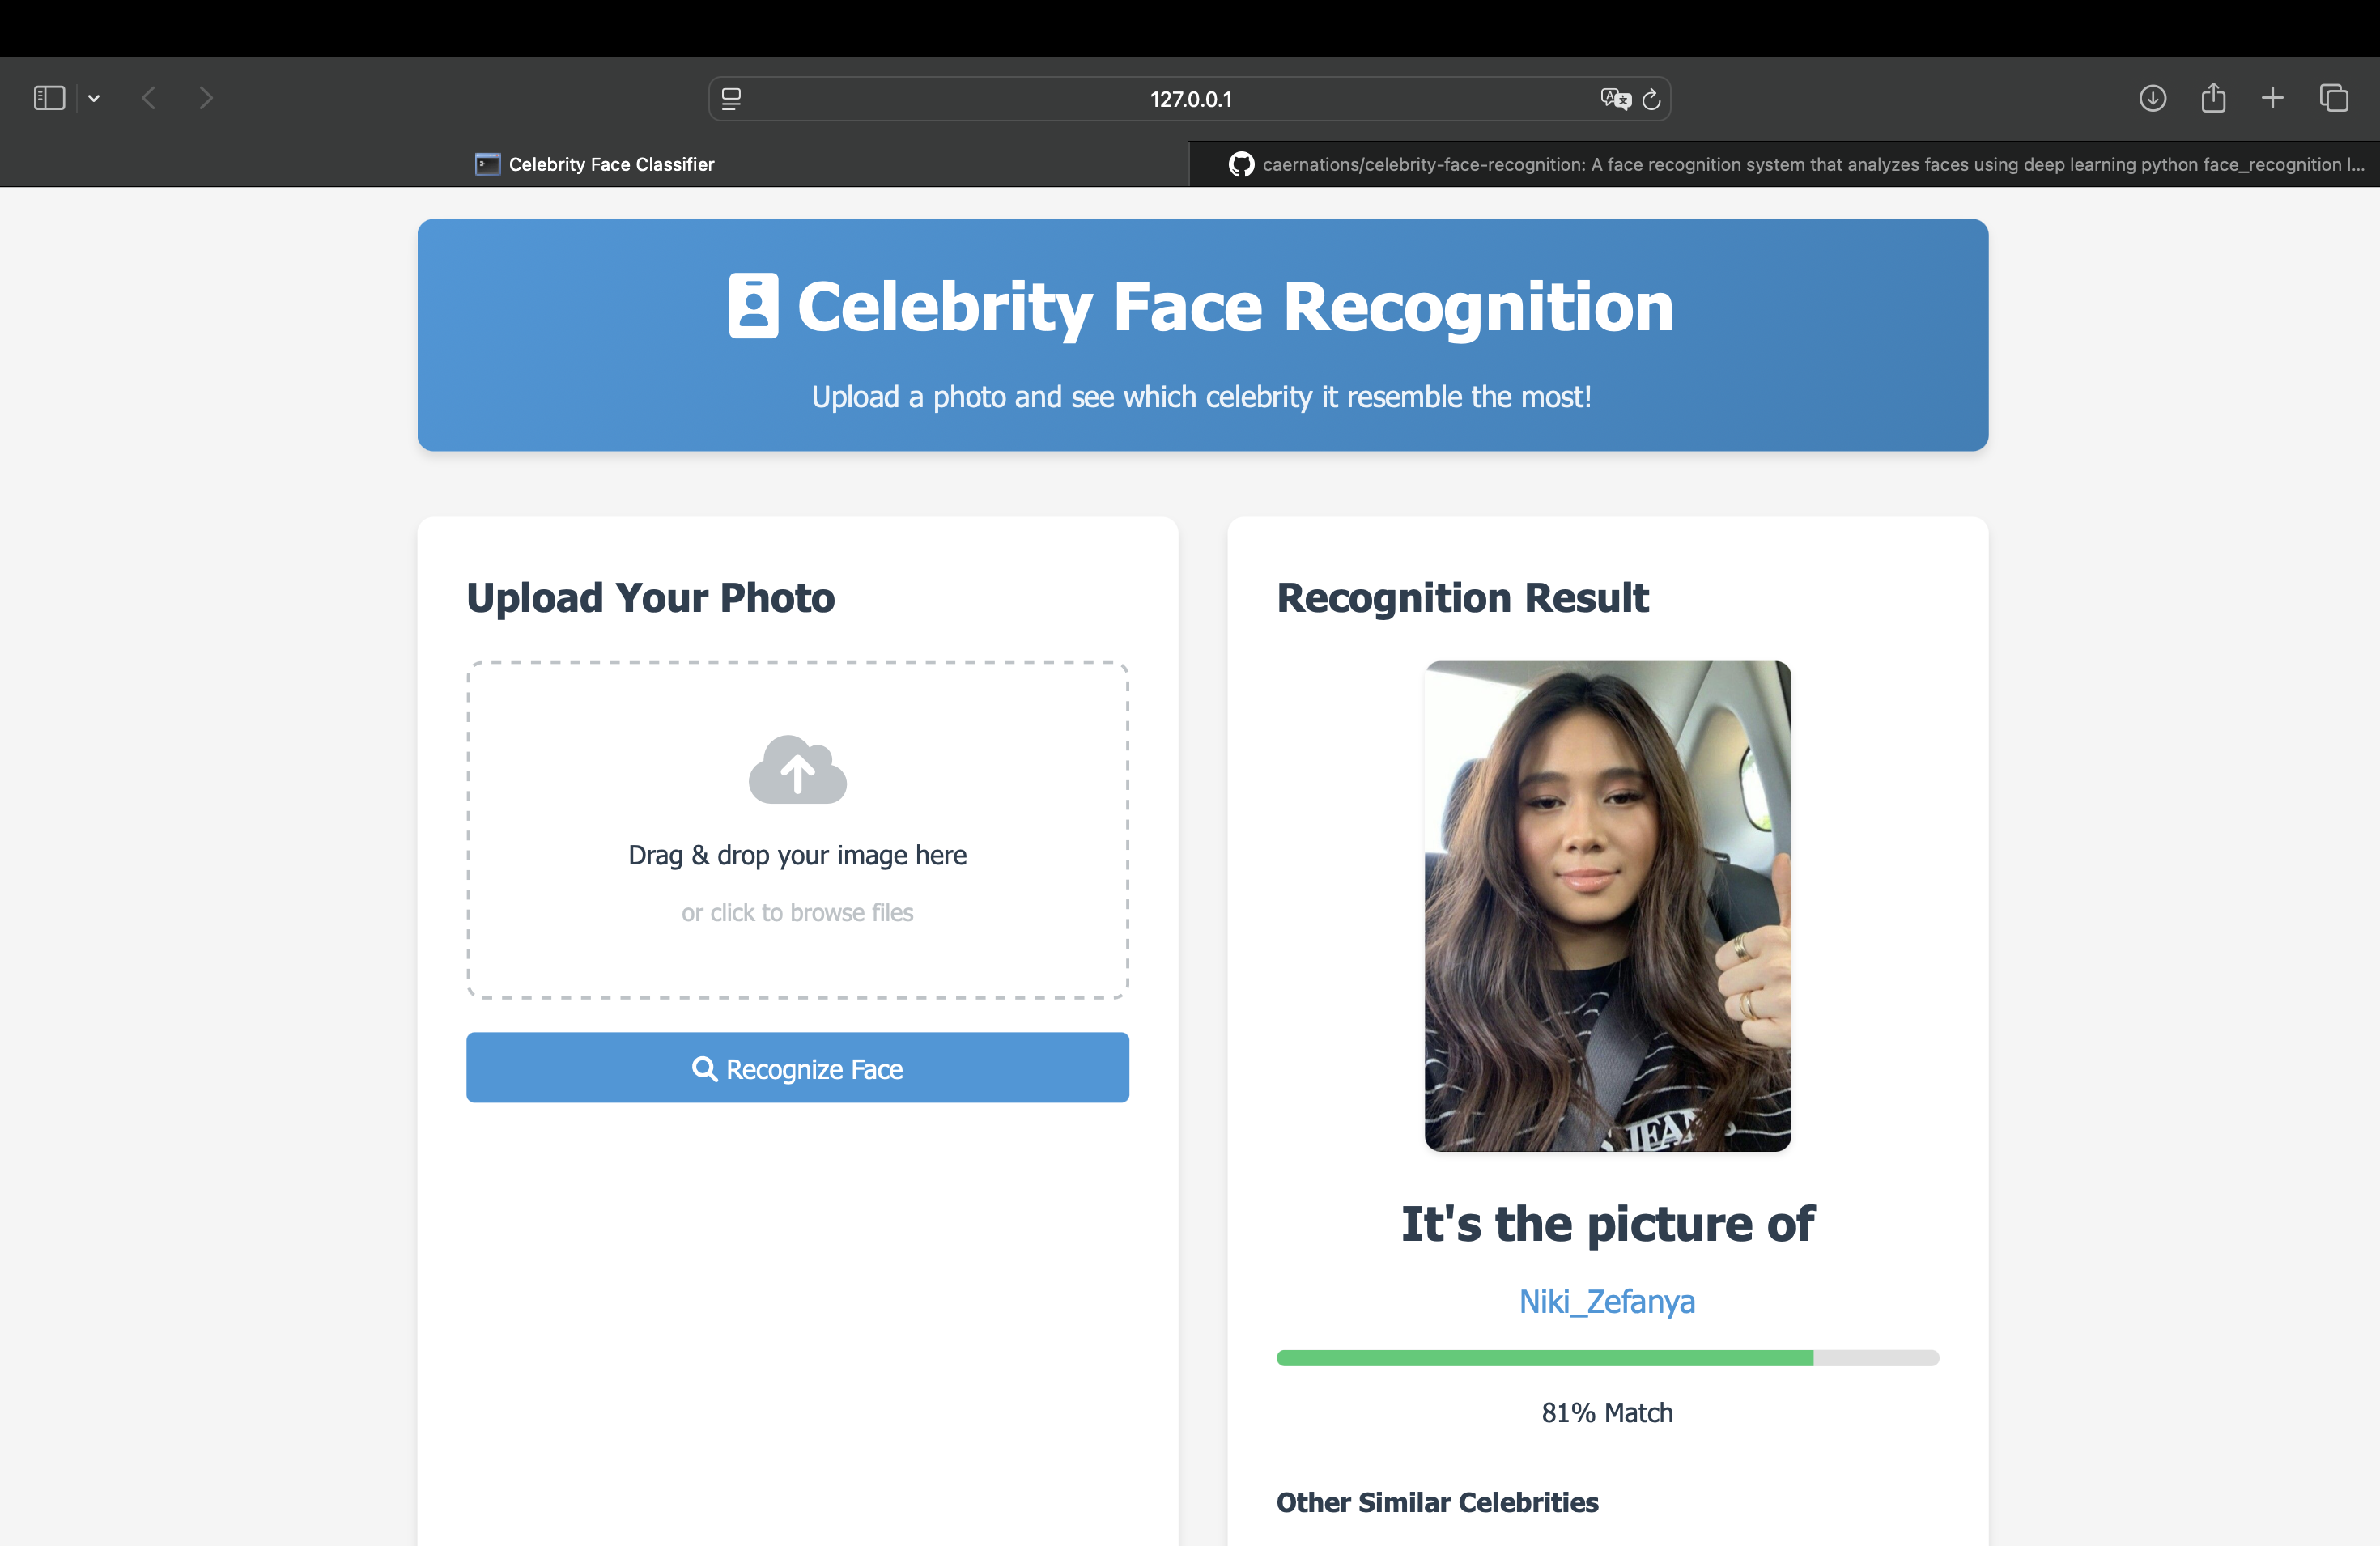 127.0.0.1
Celebrity Face Classifier
caernations/celebrity-face-recognition: A face recognition system that analyzes faces using deep learning python face_recognition l...
Celebrity Face Recognition
Upload a photo and see which celebrity it resemble the most!
Upload Your Photo
Drag & drop your image here
or click to browse files
Recognize Face
Recognition Result
JEANS
It's the picture of
Niki_Zefanya
81% Match
Other Similar Celebrities